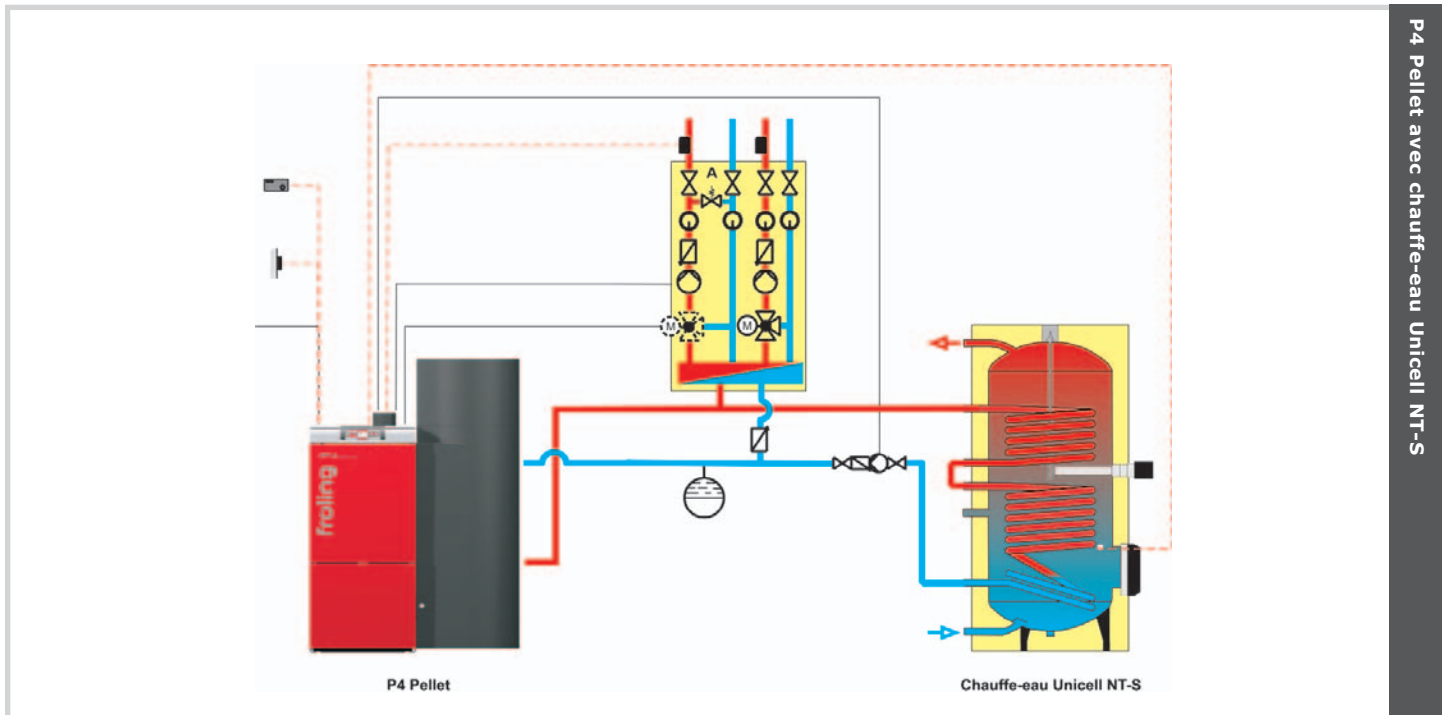 P4 Pellet avec chauffe-eau Unicell NT-S
A
M
M
froling
P4 Pellet
Chauffe-eau Unicell NT-S